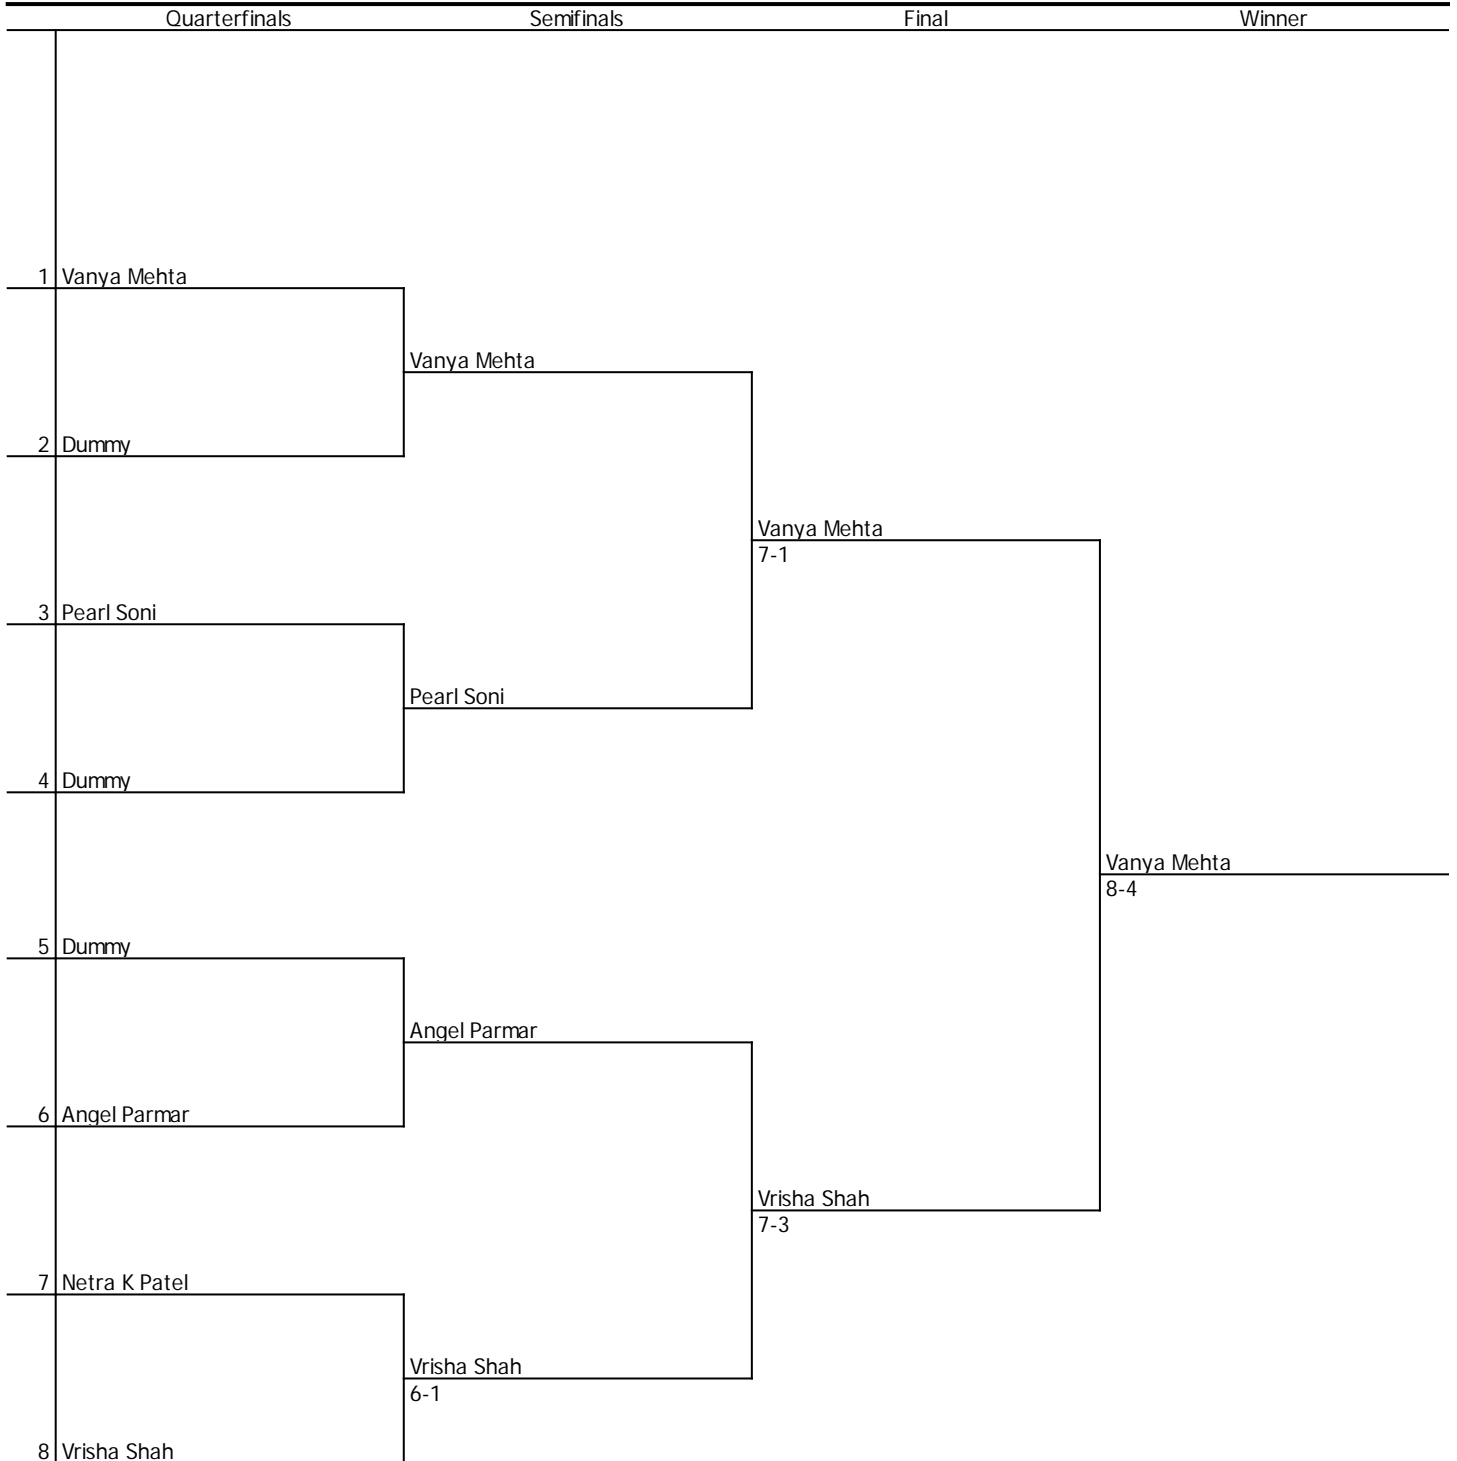 Quarterfinals Semifinals Final Winner
1 Vanya Mehta
Vanya Mehta
2 Dummy
Vanya Mehta
7-1
3 Pearl Soni
Pearl Soni
4 Dummy
Vanya Mehta
8-4
5 Dummy
Angel Parmar
6 Angel Parmar
Vrisha Shah
7-3
7 Netra K Patel
Vrisha Shah
6-1
8 Vrisha Shah